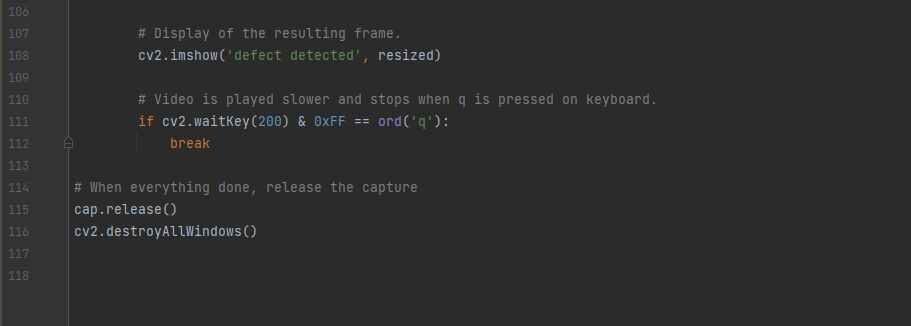 106
107 # Display of the resulting frame.
108 cv2.imshow('defect detected', resized)
109
110 # Video is played slower and stops when q is pressed on keyboard.
111 if cv2.waitKey(200) & 0xFF == ord('q'):
112 break
113
114 # When everything done, release the capture
115 cap.release()
116 cv2.destroyAllWindows()
117
118